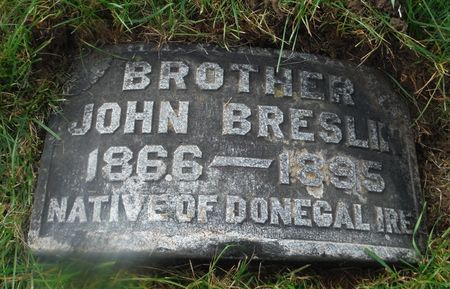 BROTHER
JOHN BRESLIN
1866—1895
NATIVE OF DONEGAL IRE